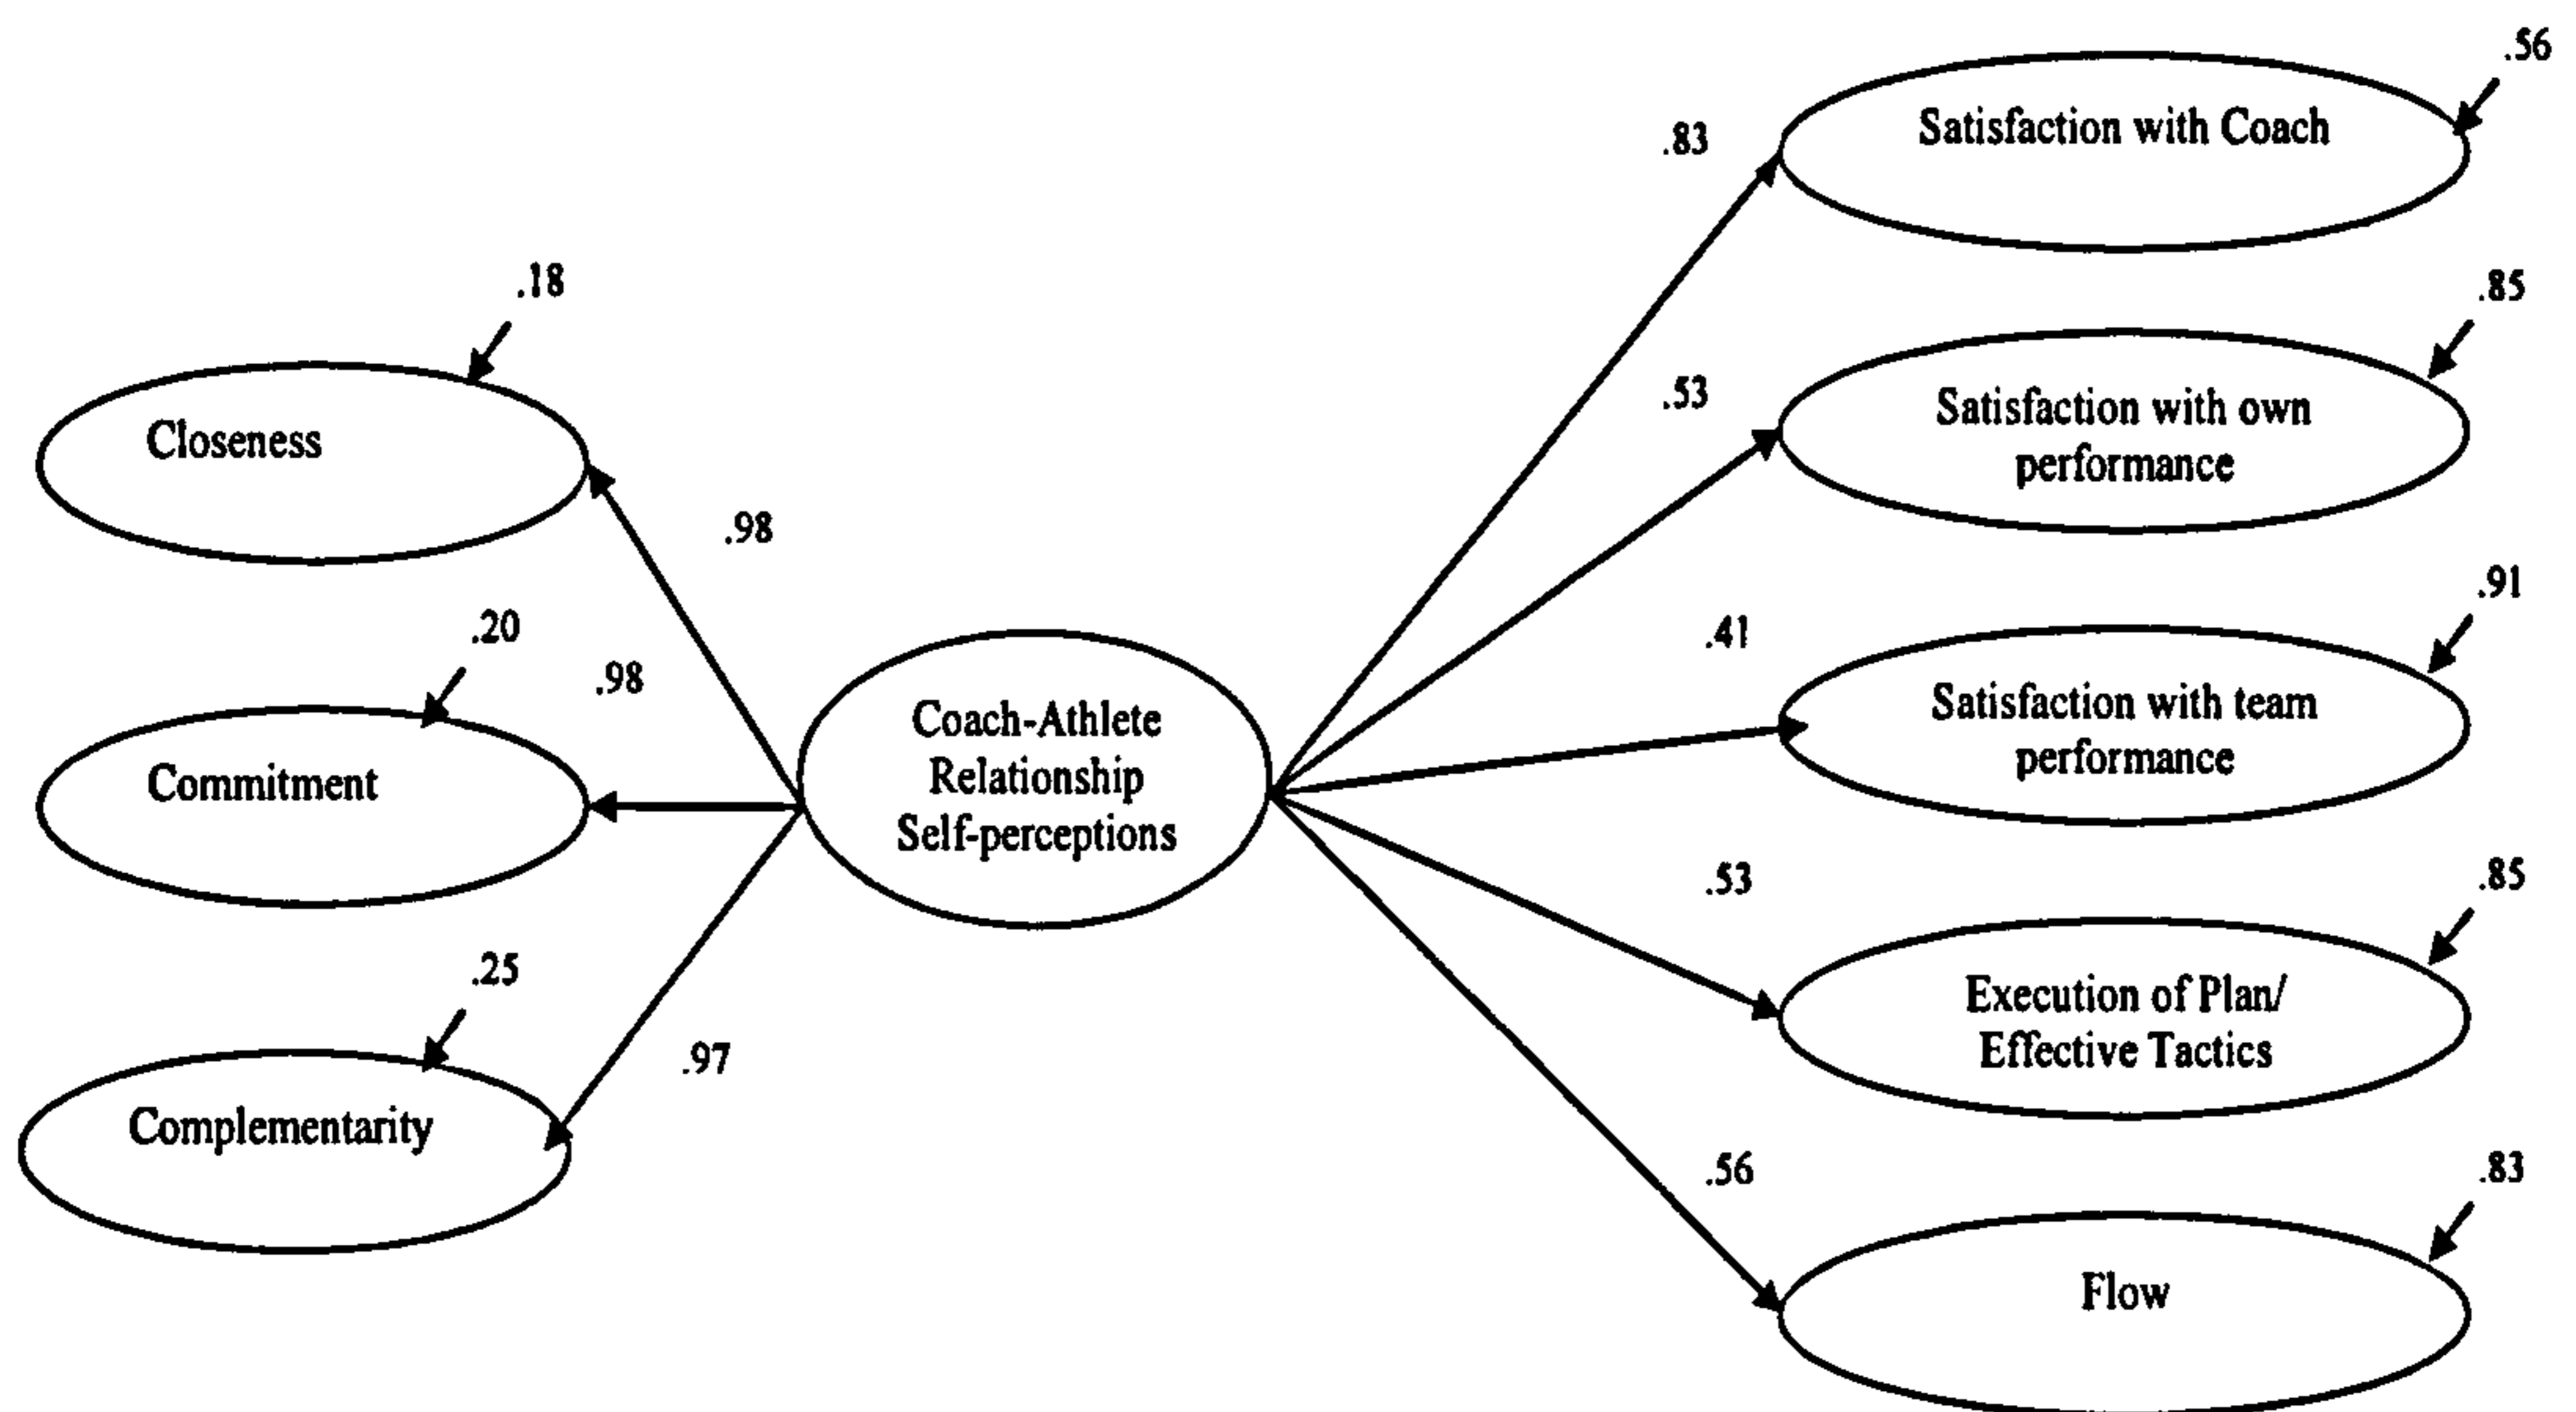 .18
Closeness
.98
.20
.98
Commitment
.25
.97
Complementarity
Coach-Athlete
Relationship
Self-perceptions
.56
.83
Satisfaction with Coach
.85
.53
Satisfaction with own
performance
.91
.41
Satisfaction with team
performance
.85
.53
Execution of Plan/
Effective Tactics
.83
.56
Flow